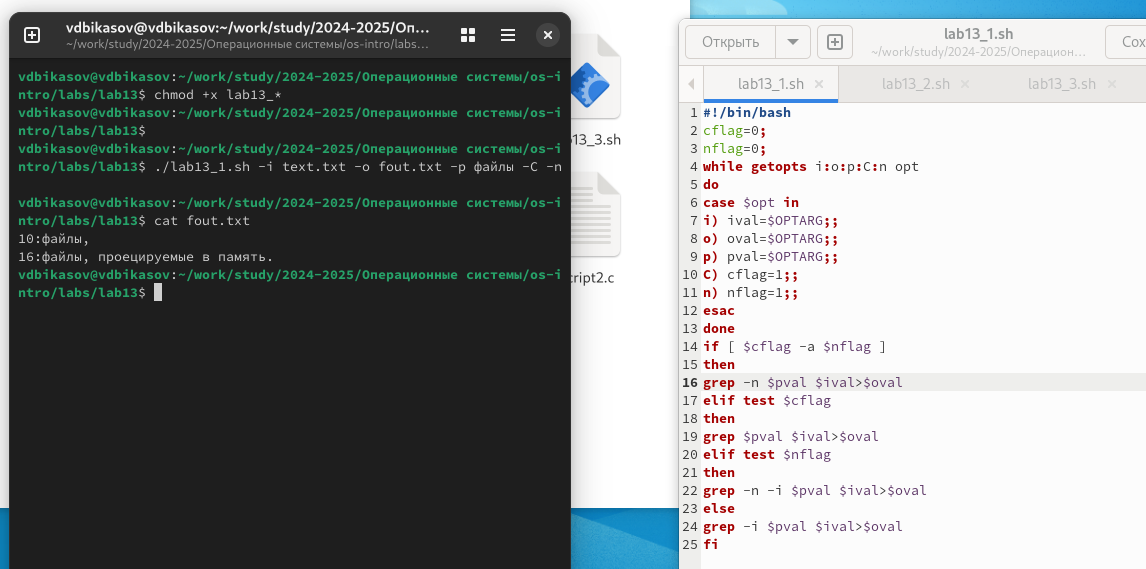 vdbikasov@vdbikasov:~/work/study/2024-2025/Оп...
~/work/study/2024-2025/Операционные системы/os-intro/labs...
vdbikasov@vdbikasov:~/work/study/2024-2025/Операционные системы/os-i
ntro/labs/lab13$ chmod +x lab13_*
vdbikasov@vdbikasov:~/work/study/2024-2025/Операционные системы/os-i
ntro/labs/lab13$
vdbikasov@vdbikasov:~/work/study/2024-2025/Операционные системы/os-i
ntro/labs/lab13$ ./lab13_1.sh -i text.txt -o fout.txt -p файлы -C -n
vdbikasov@vdbikasov:~/work/study/2024-2025/Операционные системы/os-i
ntro/labs/lab13$ cat fout.txt
10:файлы,
16:файлы, проецируемые в память.
vdbikasov@vdbikasov:~/work/study/2024-2025/Операционные системы/os-i
ntro/labs/lab13$
13_3.sh
cript2.c
Открыть
lab13_1.sh
~/work/study/2024-2025/Операцион...
Сох
lab13_1.sh × lab13_2.sh × lab13_3.sh ×
1 #!/bin/bash
2 cflag=0;
3 nflag=0;
4 while getopts i:o:p:C:n opt
5 do
6 case $opt in
7 i) ival=$OPTARG;;
8 o) oval=$OPTARG;;
9 p) pval=$OPTARG;;
10 C) cflag=1;;
11 n) nflag=1;;
12 esac
13 done
14 if [ $cflag -a $nflag ]
15 then
16 grep -n $pval $ival>$oval
17 elif test $cflag
18 then
19 grep $pval $ival>$oval
20 elif test $nflag
21 then
22 grep -n -i $pval $ival>$oval
23 else
24 grep -i $pval $ival>$oval
25 fi